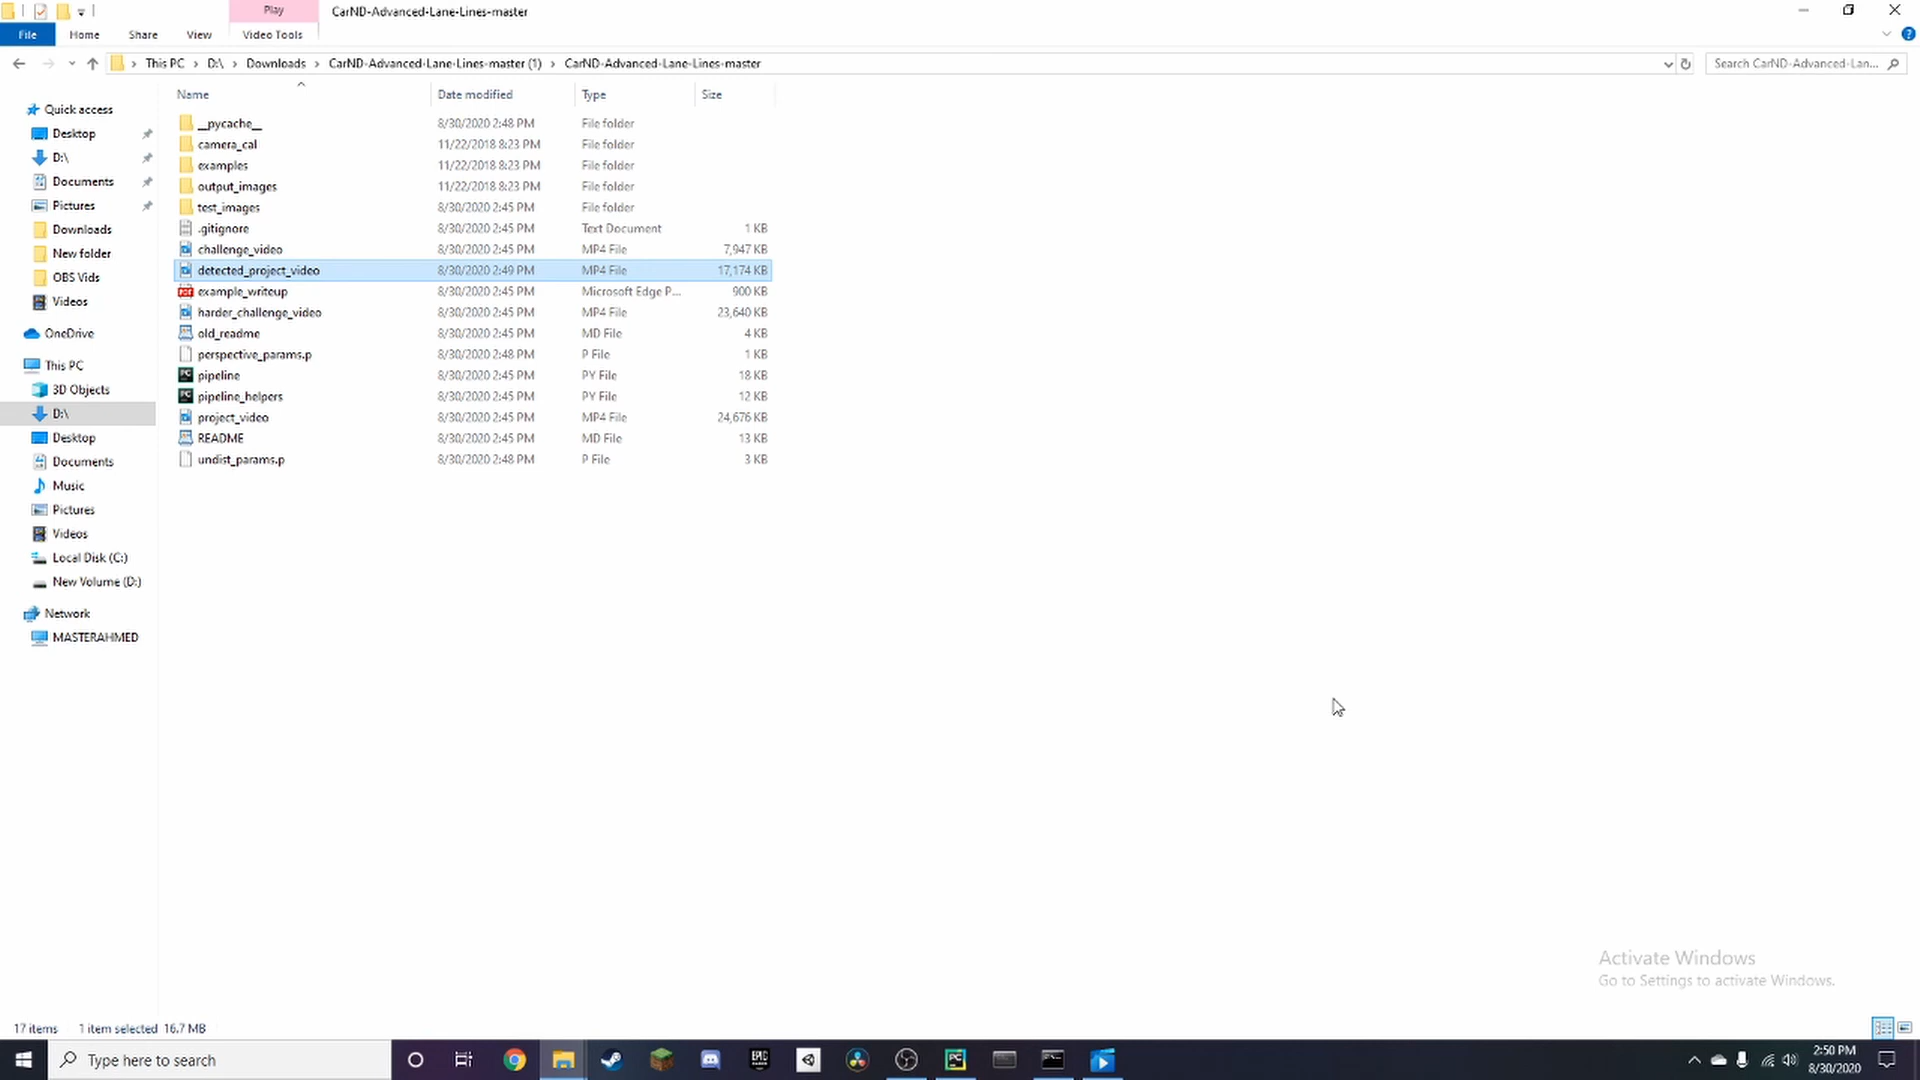 Play CarND-Advanced-Lane-Lines-master
File Home Share View Video Tools
This PC D:\ Downloads CarND-Advanced-Lane-Lines-master (1) CarND-Advanced-Lane-Lines-master Search CarND-Advanced-Lan...
Name Date modified Type Size
Quick access
Desktop
D:\
Documents
Pictures
Downloads
New folder
OBS Vids
Videos
OneDrive
This PC
3D Objects
D:\
Desktop
Documents
Music
Pictures
Videos
Local Disk (C:)
New Volume (D:)
Network
MASTERAHMED
__pycache__ 8/30/2020 2:48 PM File folder
camera_cal 11/22/2018 8:23 PM File folder
examples 11/22/2018 8:23 PM File folder
output_images 11/22/2018 8:23 PM File folder
test_images 8/30/2020 2:45 PM File folder
.gitignore 8/30/2020 2:45 PM Text Document 1 KB
challenge_video 8/30/2020 2:45 PM MP4 File 7,947 KB
detected_project_video 8/30/2020 2:49 PM MP4 File 17,174 KB
example_writeup 8/30/2020 2:45 PM Microsoft Edge P... 900 KB
harder_challenge_video 8/30/2020 2:45 PM MP4 File 23,640 KB
old_readme 8/30/2020 2:45 PM MD File 4 KB
perspective_params.p 8/30/2020 2:48 PM P File 1 KB
pipeline 8/30/2020 2:45 PM PY File 18 KB
pipeline_helpers 8/30/2020 2:45 PM PY File 12 KB
project_video 8/30/2020 2:45 PM MP4 File 24,676 KB
README 8/30/2020 2:45 PM MD File 13 KB
undist_params.p 8/30/2020 2:48 PM P File 3 KB
Activate Windows
Go to Settings to activate Windows.
17 items 1 item selected 16.7 MB
Type here to search
EPIC
PC
2:50 PM
8/30/2020